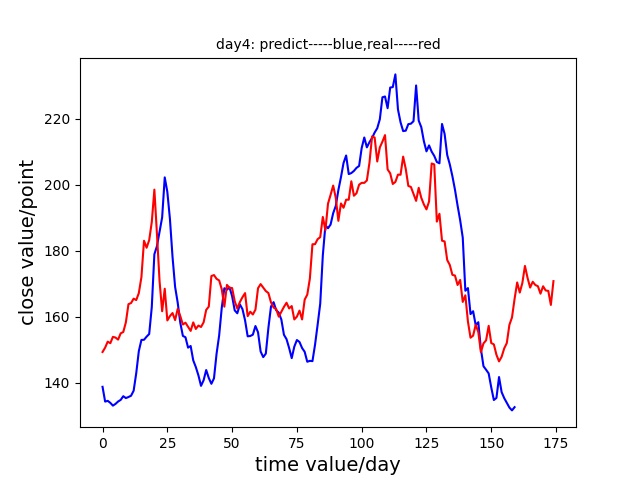 day4: predict-----blue,real-----red
close value/point
220
200
180
160
140
0 25 50 75 100 125 150 175
time value/day